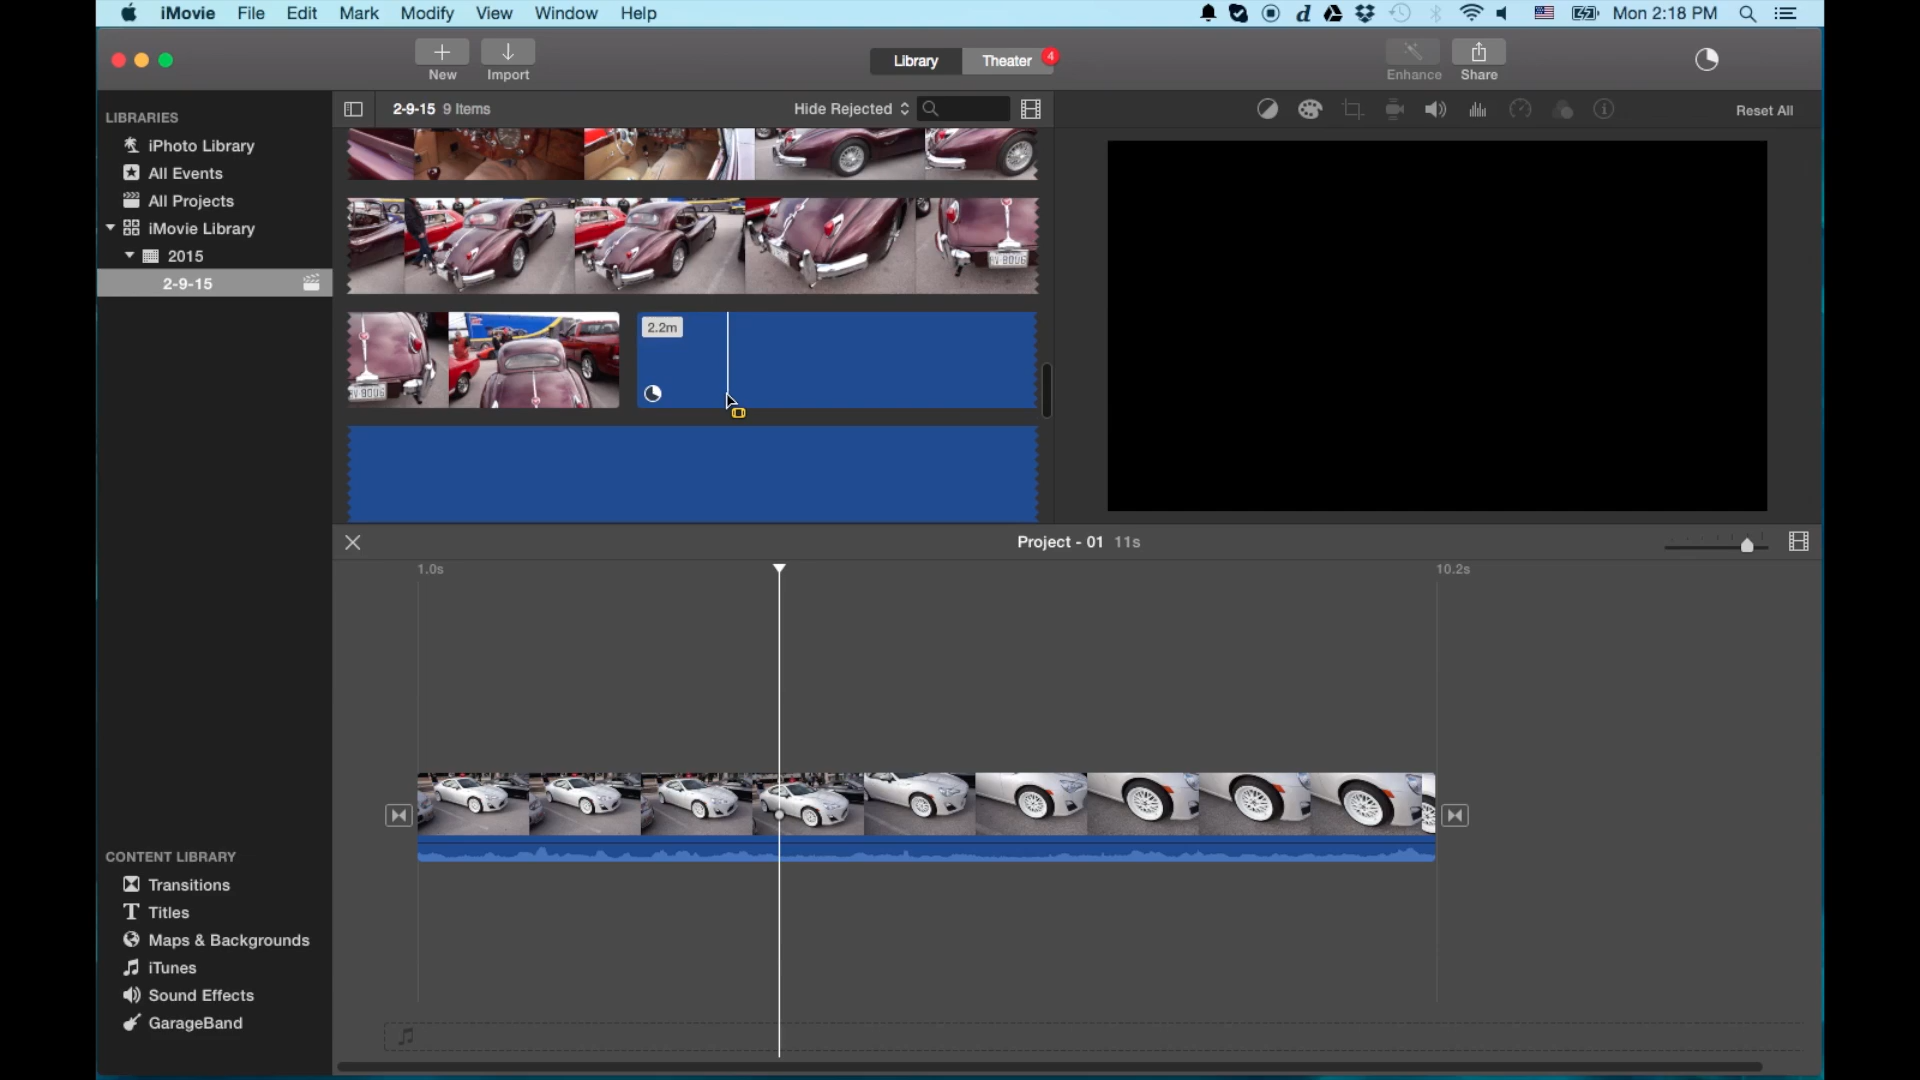 iMovie File Edit Mark Modify View Window Help
Mon 2:18 PM
New
Import
Library
Theater
4
Enhance
Share
LIBRARIES
iPhoto Library
All Events
All Projects
iMovie Library
2015
2-9-15
2-9-15 9 Items
Hide Rejected
Reset All
2.2m
Project - 01 11s
1.0s
10.2s
CONTENT LIBRARY
Transitions
Titles
Maps & Backgrounds
iTunes
Sound Effects
GarageBand